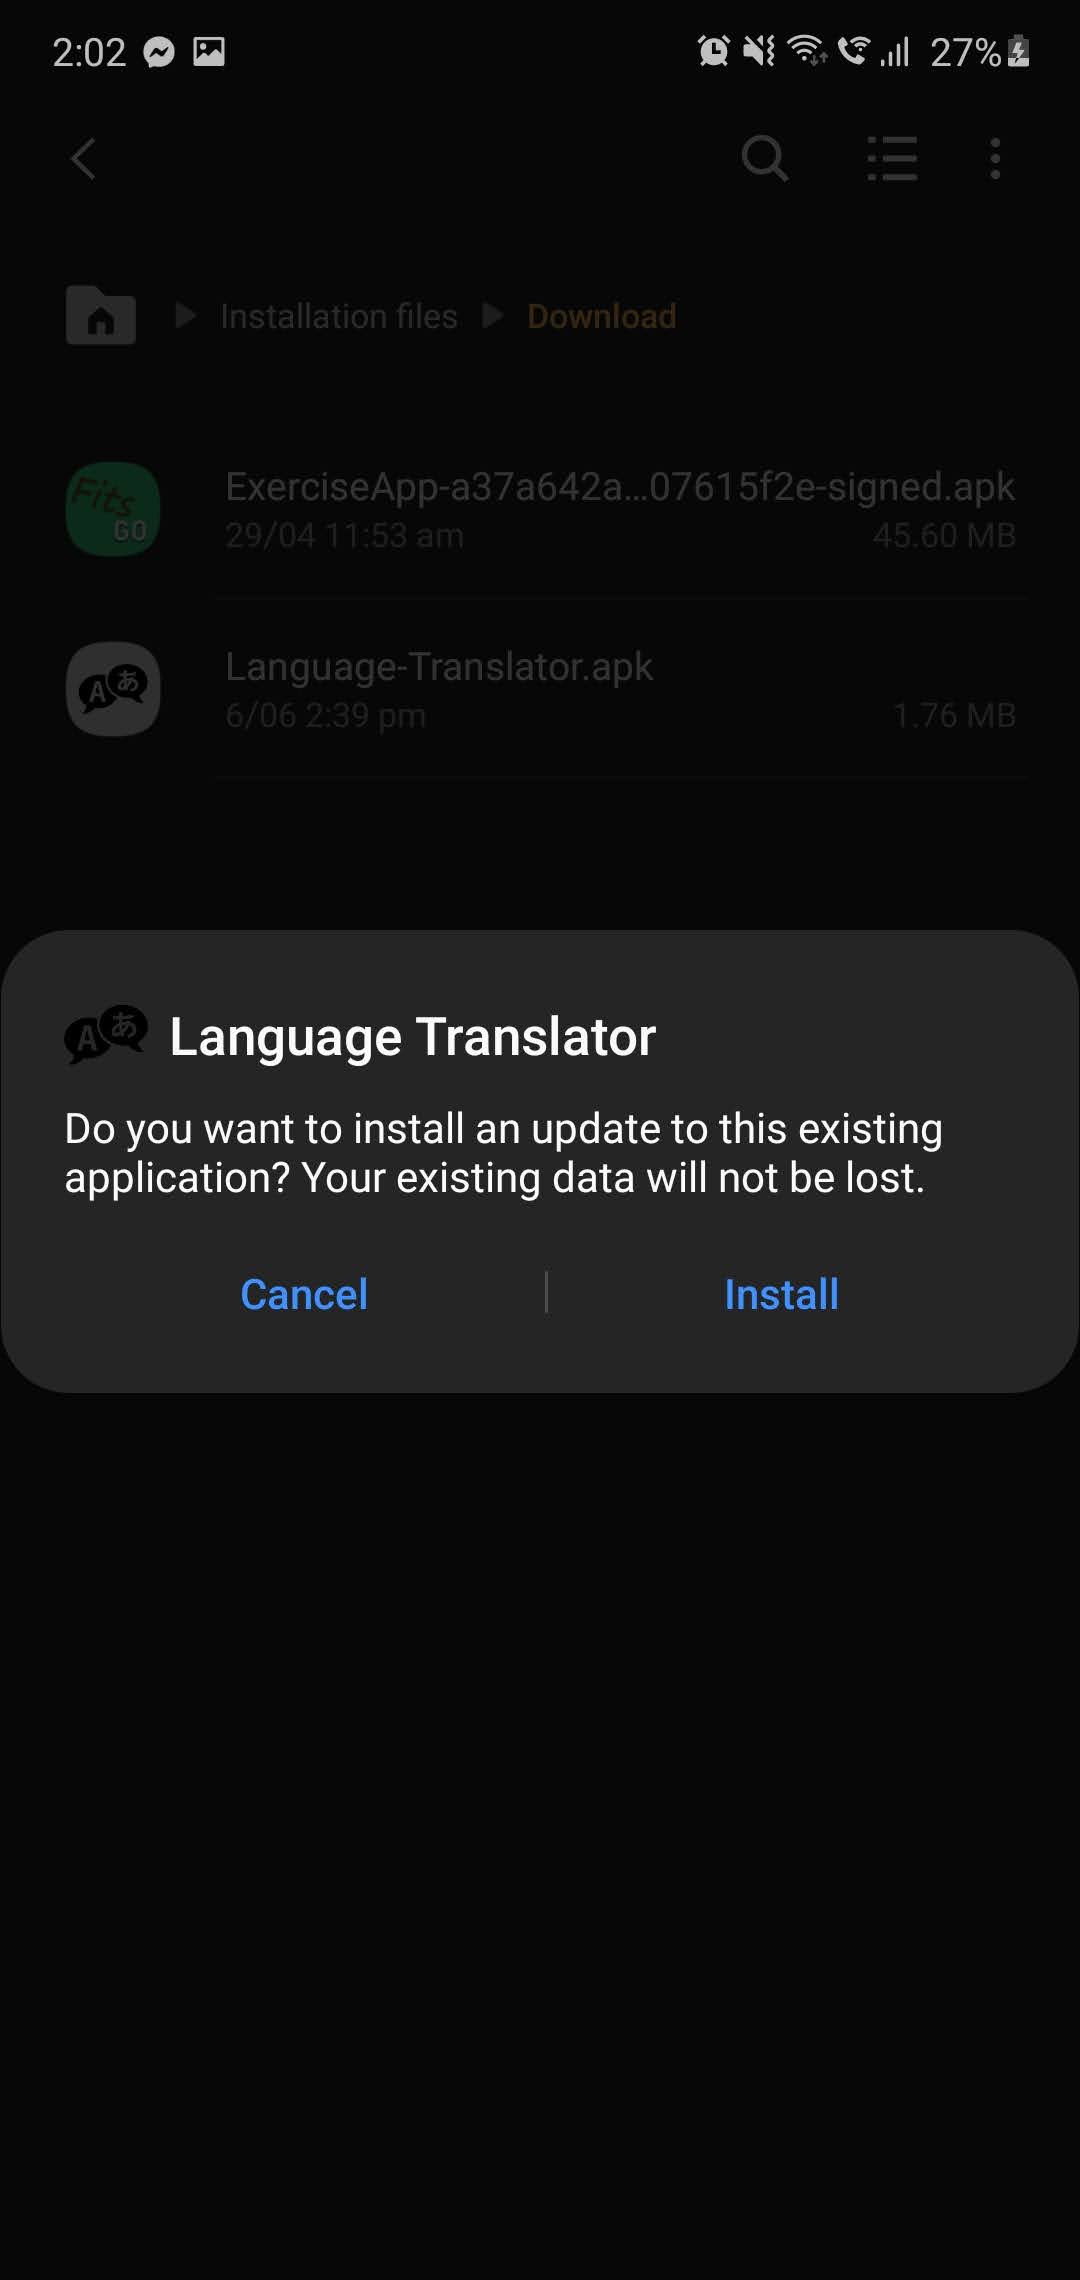 2:02
27%
Installation files
Download
Fits
GO
ExerciseApp-a37a642a...07615f2e-signed.apk
29/04 11:53 am
45.60 MB
A あ
Language-Translator.apk
6/06 2:39 pm
1.76 MB
A あ
Language Translator
Do you want to install an update to this existing
application? Your existing data will not be lost.
Cancel
Install